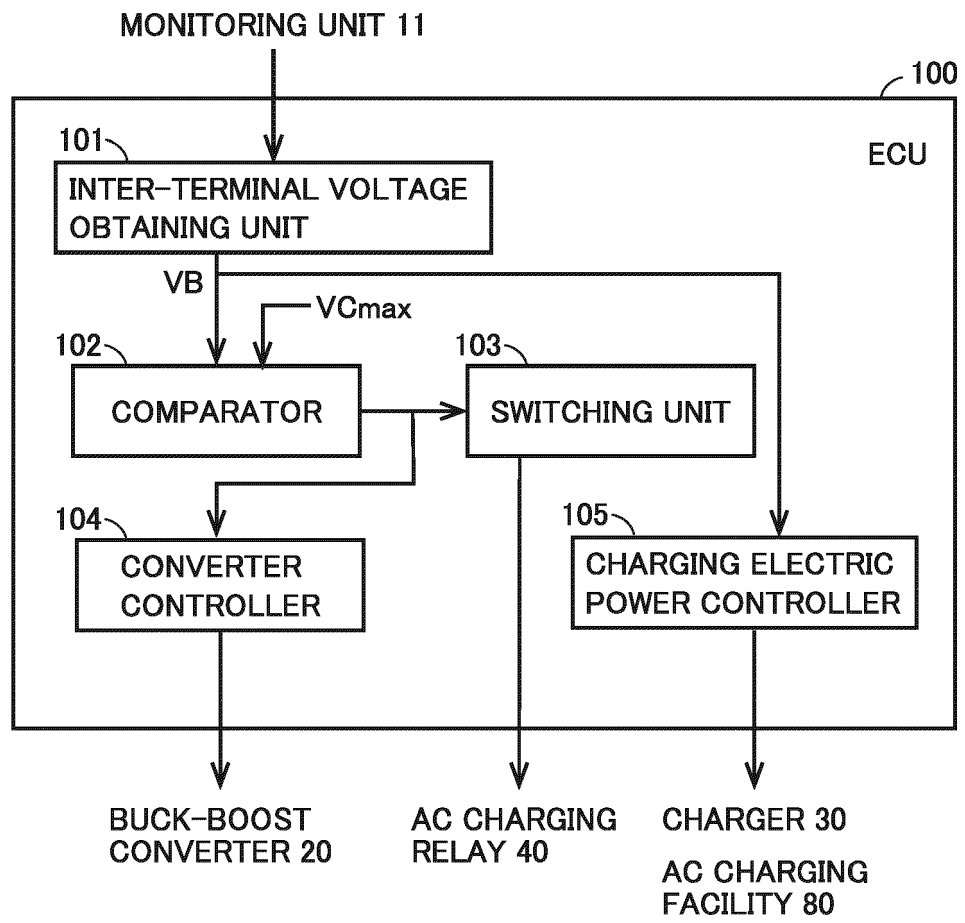 MONITORING UNIT 11
100
ECU
101
INTER-TERMINAL VOLTAGE
OBTAINING UNIT
VB
VCmax
102
COMPARATOR
103
SWITCHING UNIT
104
CONVERTER
CONTROLLER
105
CHARGING ELECTRIC
POWER CONTROLLER
BUCK-BOOST
CONVERTER 20
AC CHARGING
RELAY 40
CHARGER 30
AC CHARGING
FACILITY 80